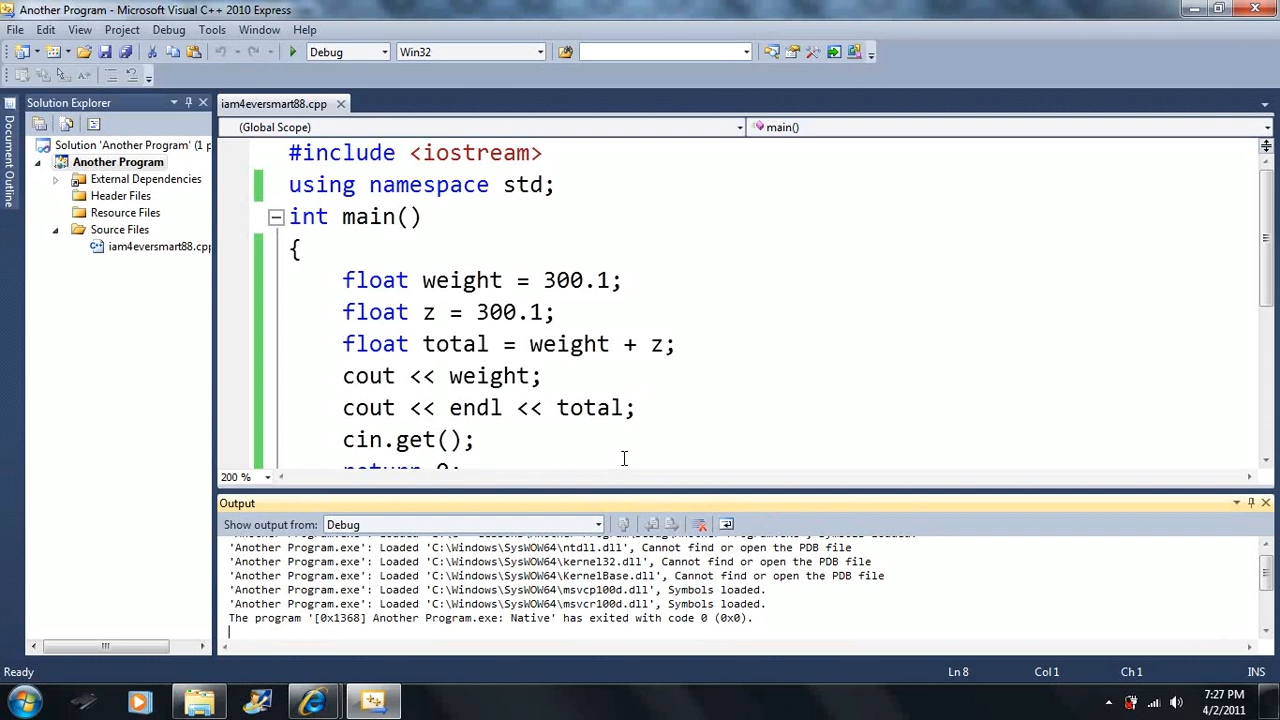 Another Program - Microsoft Visual C++ 2010 Express
File Edit View Project Debug Tools Window Help
Debug Win32
Solution Explorer
iam4eversmart88.cpp
Document Outline
(Global Scope) main()
Solution 'Another Program' (1 p
Another Program
External Dependencies
Header Files
Resource Files
Source Files
iam4eversmart88.cpp
#include <iostream>
using namespace std;
int main()
{
float weight = 300.1;
float z = 300.1;
float total = weight + z;
cout << weight;
cout << endl << total;
cin.get();
return 0;
200 %
Output
Show output from: Debug
'Another Program.exe': Loaded 'C:\Windows\SysWOW64\ntdll.dll', Cannot find or open the PDB file
'Another Program.exe': Loaded 'C:\Windows\SysWOW64\kernel32.dll', Cannot find or open the PDB file
'Another Program.exe': Loaded 'C:\Windows\SysWOW64\KernelBase.dll', Cannot find or open the PDB file
'Another Program.exe': Loaded 'C:\Windows\SysWOW64\msvcp100d.dll', Symbols loaded.
'Another Program.exe': Loaded 'C:\Windows\SysWOW64\msvcr100d.dll', Symbols loaded.
The program '[0x1368] Another Program.exe: Native' has exited with code 0 (0x0).
Ready Ln 8 Col 1 Ch 1 INS
7:27 PM
4/2/2011